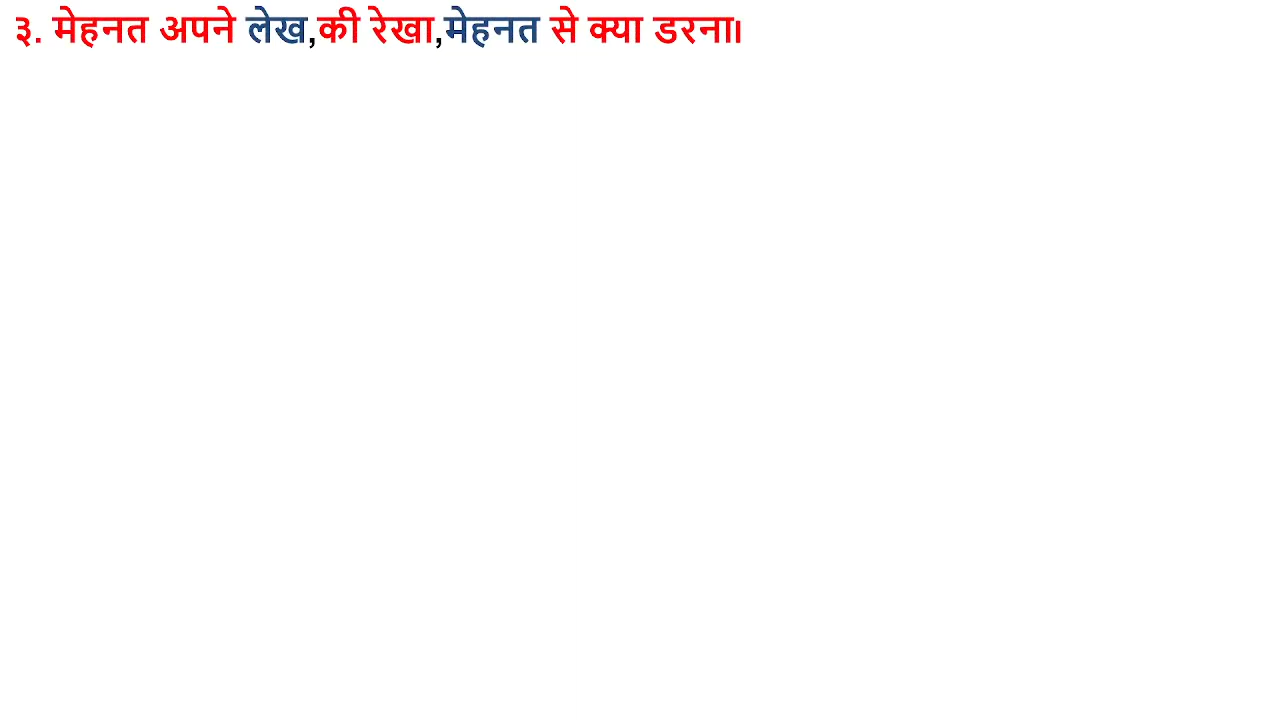 ३. मेहनत अपने लेख,की रेखा,मेहनत से क्या डरना।